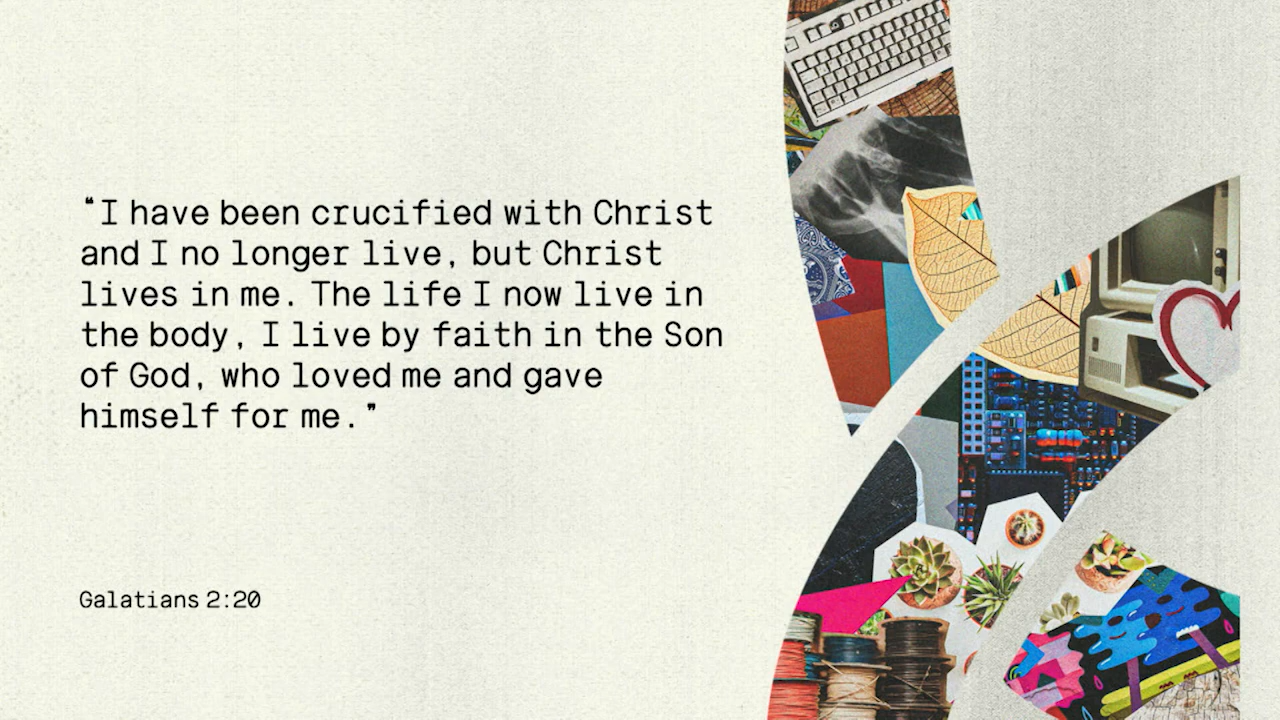 “I have been crucified with Christ
and I no longer live, but Christ
lives in me. The life I now live in
the body, I live by faith in the Son
of God, who loved me and gave
himself for me.”
Galatians 2:20